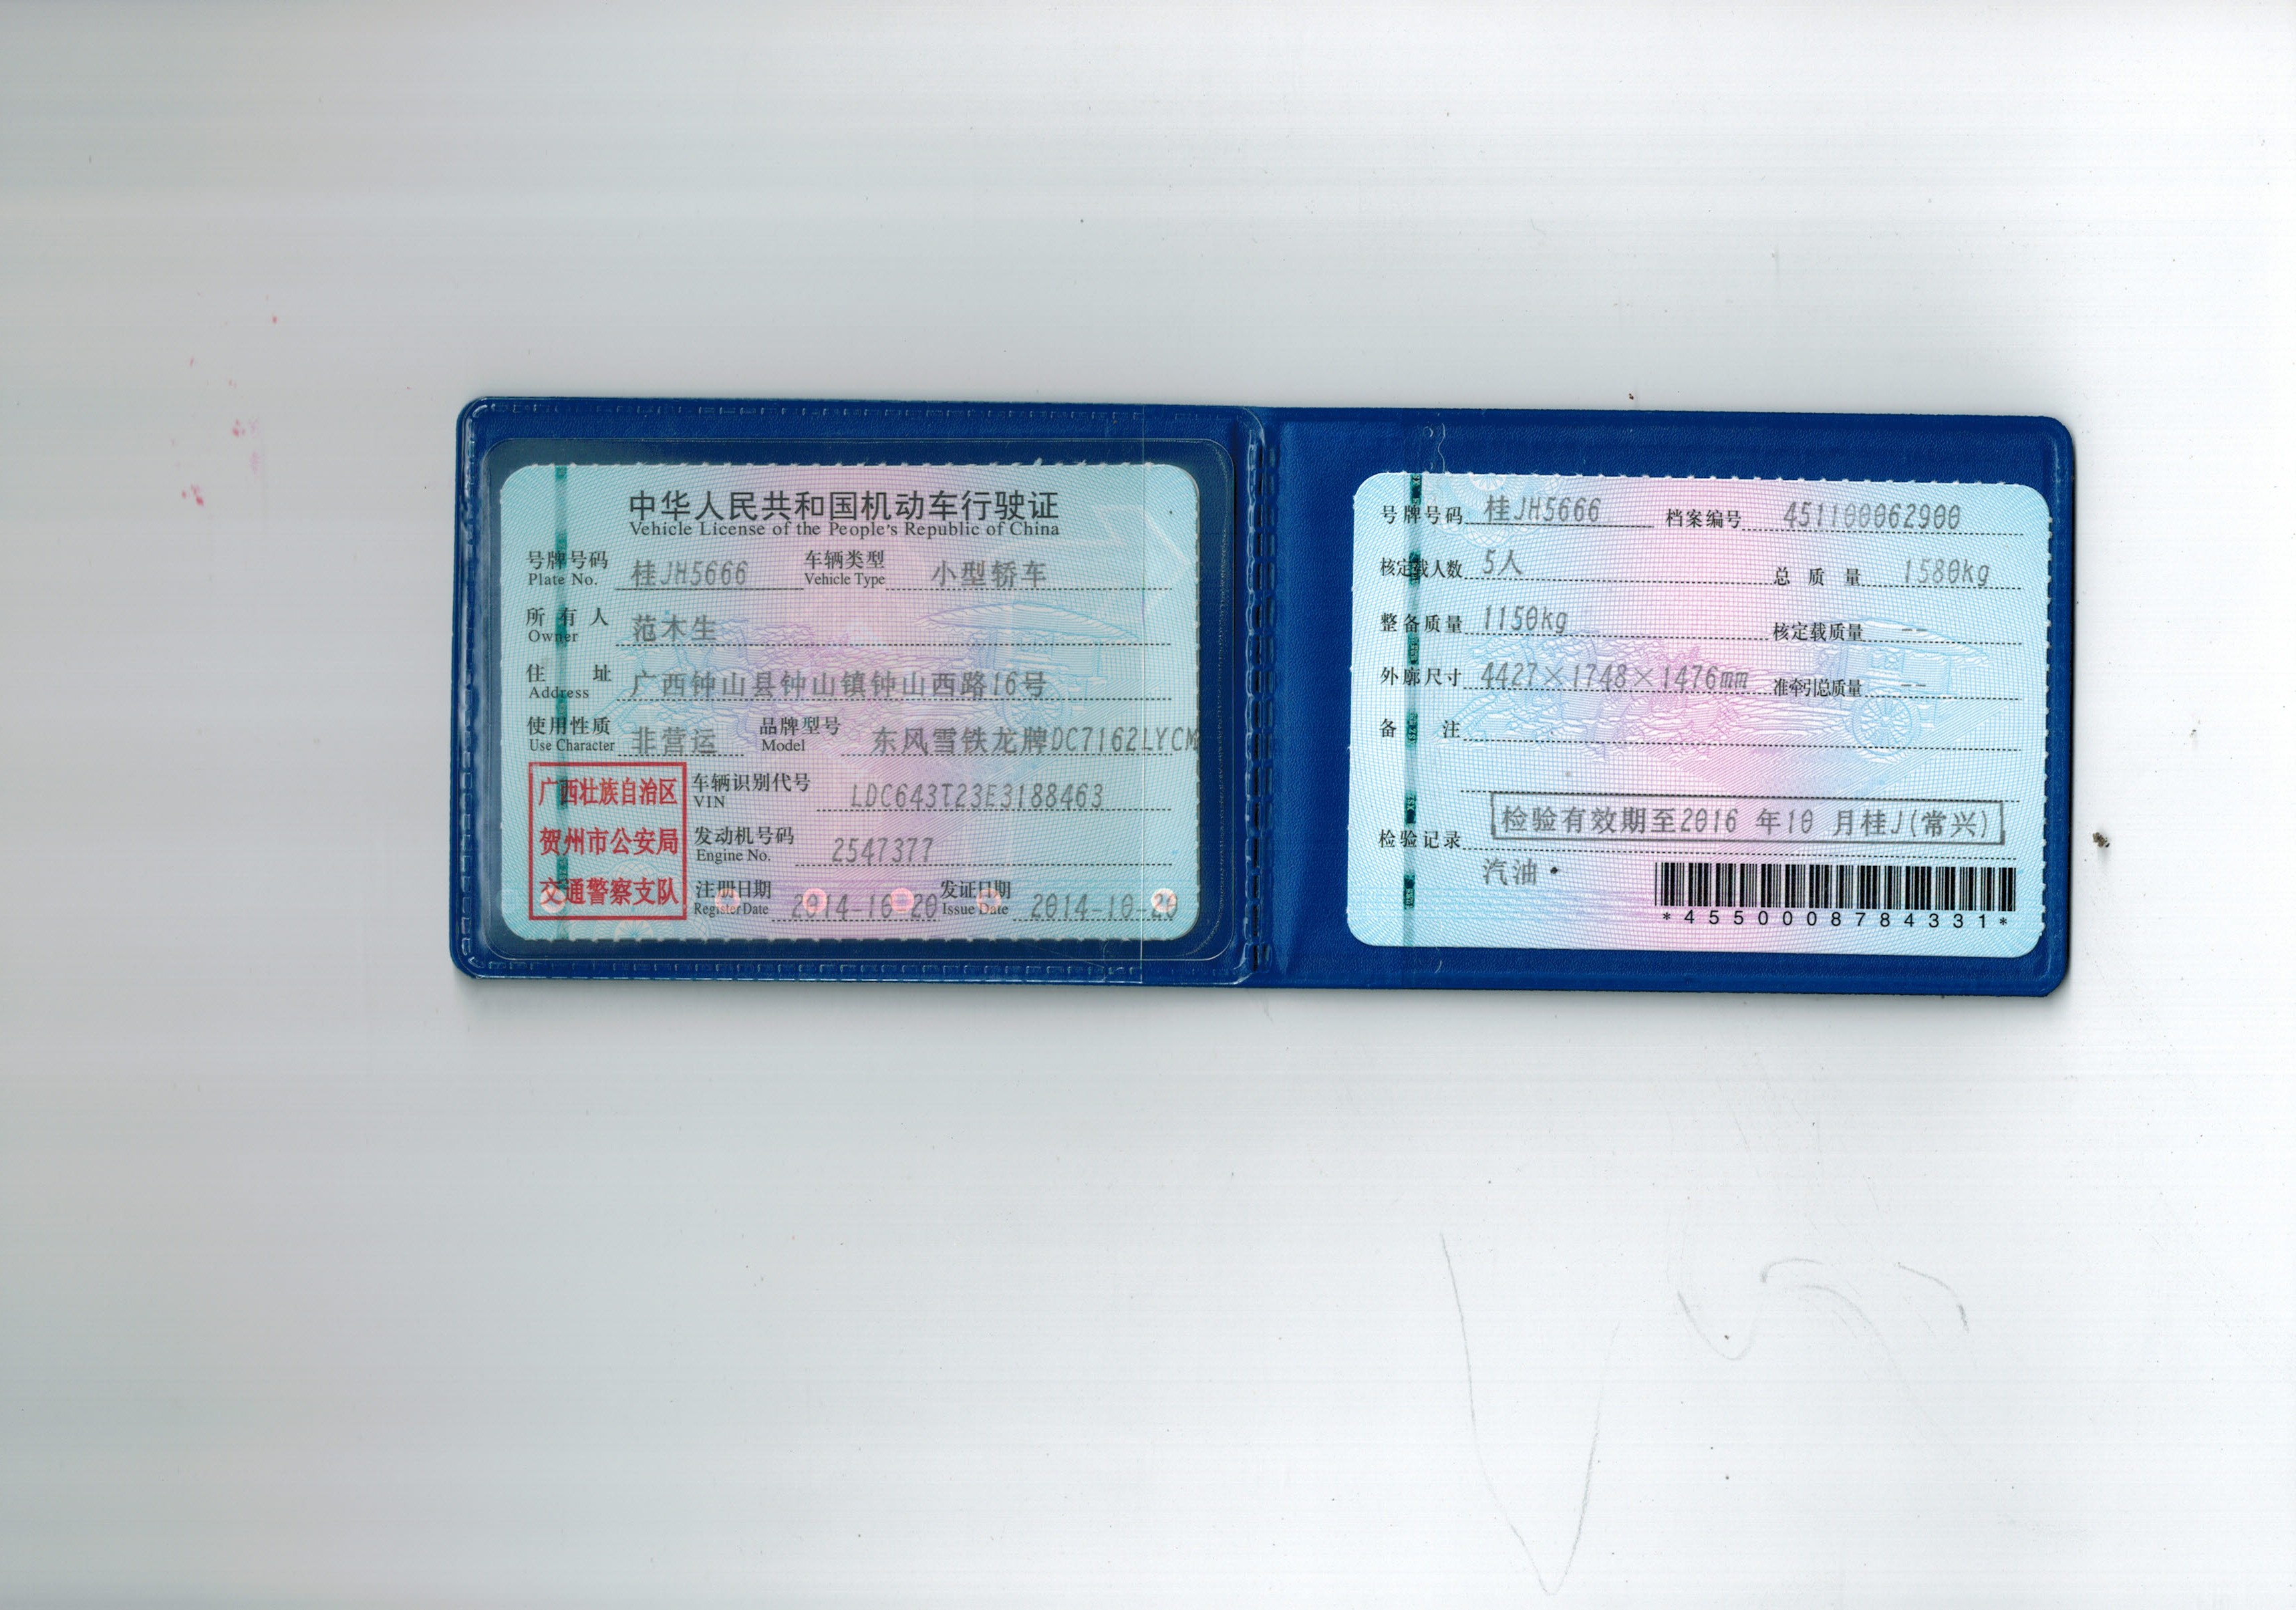 中华人民共和国机动车行驶证
Vehicle License of the People's Republic of China
号牌号码 Plate No. 桂JH5666 车辆类型 Vehicle Type 小型轿车
所有人 Owner 范木生
住址 Address 广西钟山县钟山镇钟山西路16号
使用性质 Use Character 非营运 品牌型号 Model 东风雪铁龙牌DC7162LYCM
广西壮族自治区
贺州市公安局
交通警察支队
车辆识别代号 VIN LDC643T23E3188463
发动机号码 Engine No. 2547377
注册日期 Register Date 2014-10-20 发证日期 Issue Date 2014-10-20
号牌号码 桂JH5666 档案编号 451100062900
核定载人数 5人 总质量 1580kg
整备质量 1150kg 核定载质量 --
外廓尺寸 4427×1748×1476mm 准牵引总质量 --
备注
检验记录 检验有效期至2016 年10 月桂J(常兴)
汽油
*4550008784331*